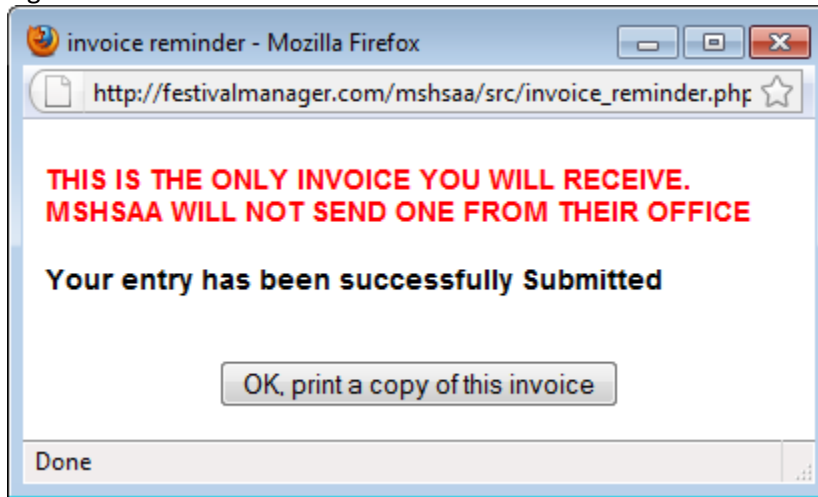 invoice reminder - Mozilla Firefox
http://festivalmanager.com/mshsaa/src/invoice_reminder.php
THIS IS THE ONLY INVOICE YOU WILL RECEIVE.
MSHSAA WILL NOT SEND ONE FROM THEIR OFFICE
Your entry has been successfully Submitted
OK, print a copy of this invoice
Done